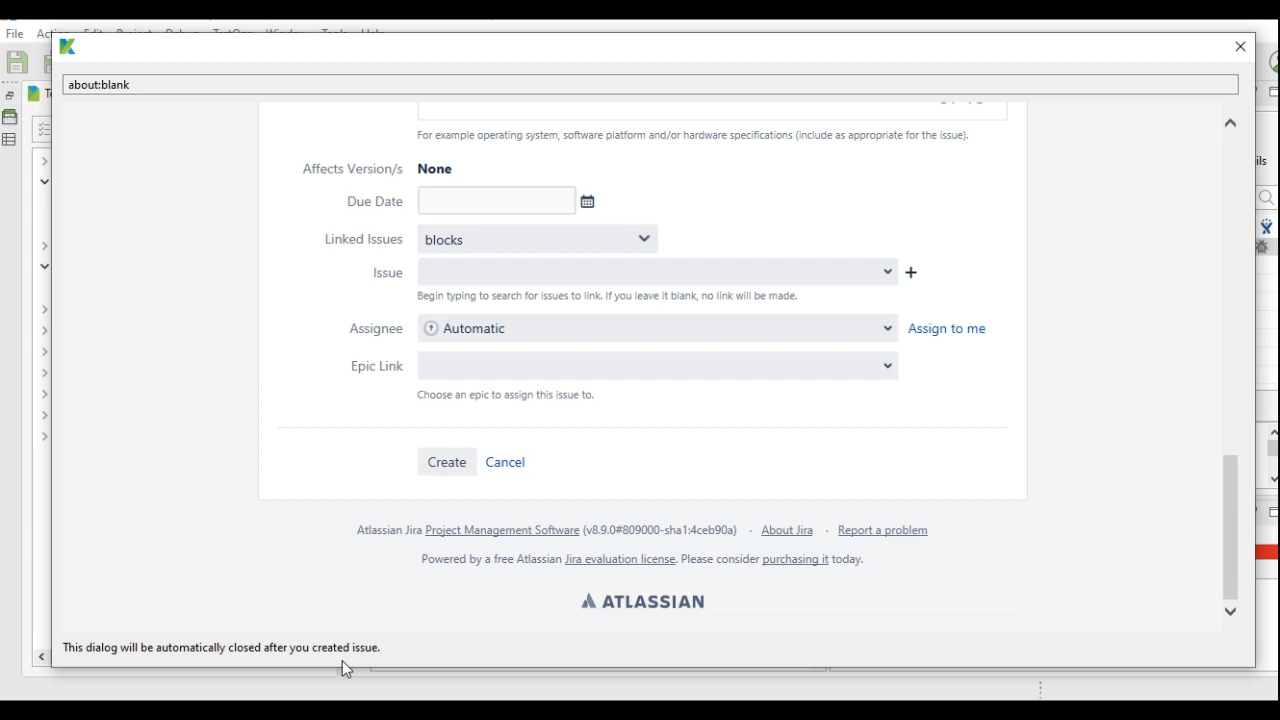 File
about:blank
For example operating system, software platform and/or hardware specifications (include as appropriate for the issue).
Affects Version/s None
Due Date
Linked Issues blocks
Issue
Begin typing to search for issues to link. If you leave it blank, no link will be made.
Assignee Automatic Assign to me
Epic Link
Choose an epic to assign this issue to.
Create Cancel
Atlassian Jira Project Management Software (v8.9.0#809000-sha1:4ceb90a) · About Jira · Report a problem
Powered by a free Atlassian Jira evaluation license. Please consider purchasing it today.
ATLASSIAN
This dialog will be automatically closed after you created issue.